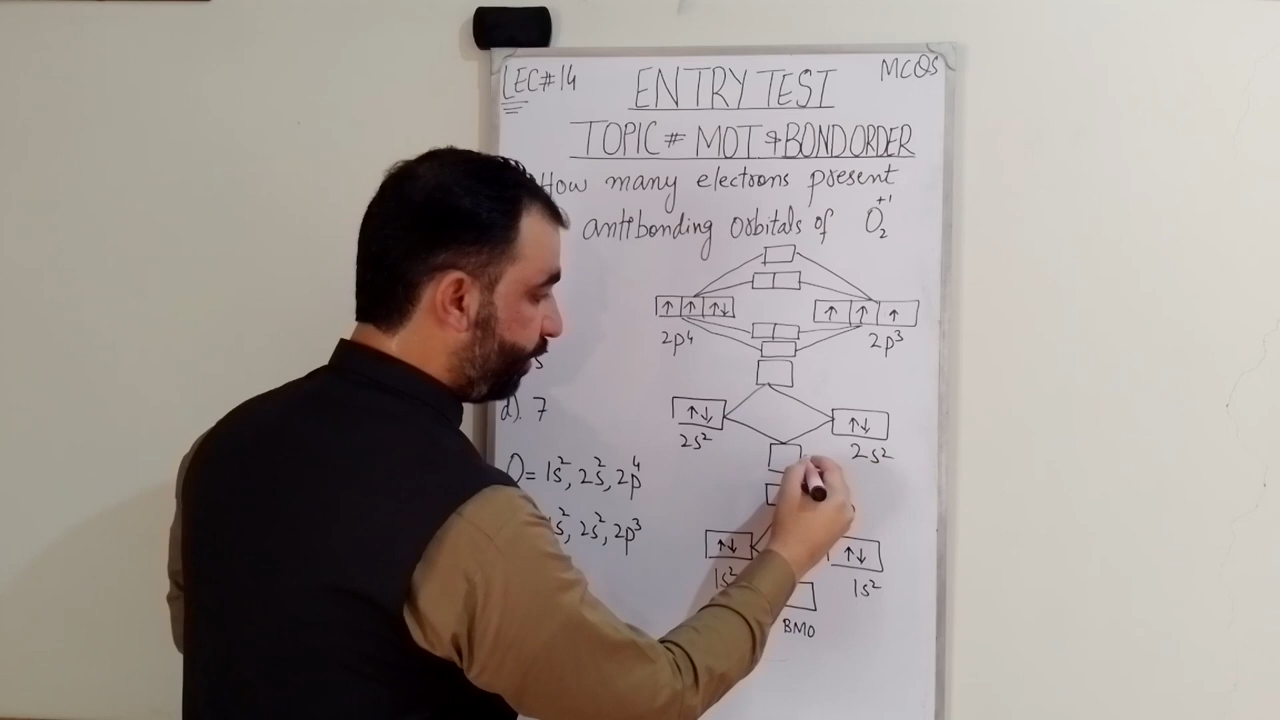 LEC#14
ENTRY TEST
MCQS
TOPIC # MOT & BOND ORDER
How many electrons present
antibonding orbitals of O₂⁺¹
2p⁴
2p³
d). 7
2s²
2s²
O = 1s², 2s², 2p⁴
s², 2s², 2p³
1s²
1s²
BMO